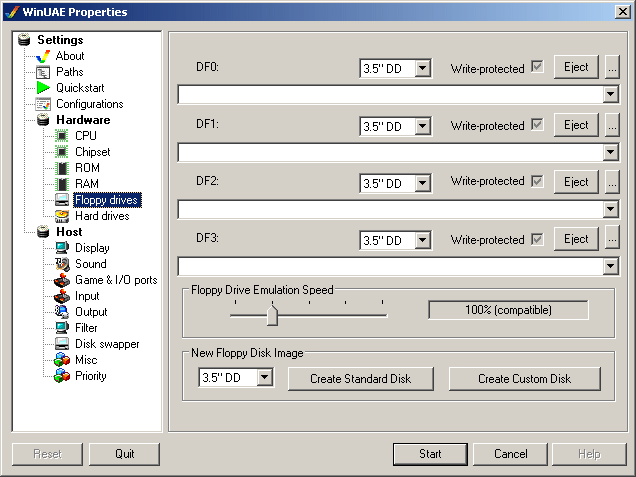 WinUAE Properties
Settings
About
Paths
Quickstart
Configurations
Hardware
CPU
Chipset
ROM
RAM
Floppy drives
Hard drives
Host
Display
Sound
Game & I/O ports
Input
Output
Filter
Disk swapper
Misc
Priority
DF0: 3.5" DD Write-protected Eject ...
DF1: 3.5" DD Write-protected Eject ...
DF2: 3.5" DD Write-protected Eject ...
DF3: 3.5" DD Write-protected Eject ...
Floppy Drive Emulation Speed
100% (compatible)
New Floppy Disk Image
3.5" DD Create Standard Disk Create Custom Disk
Reset Quit Start Cancel Help